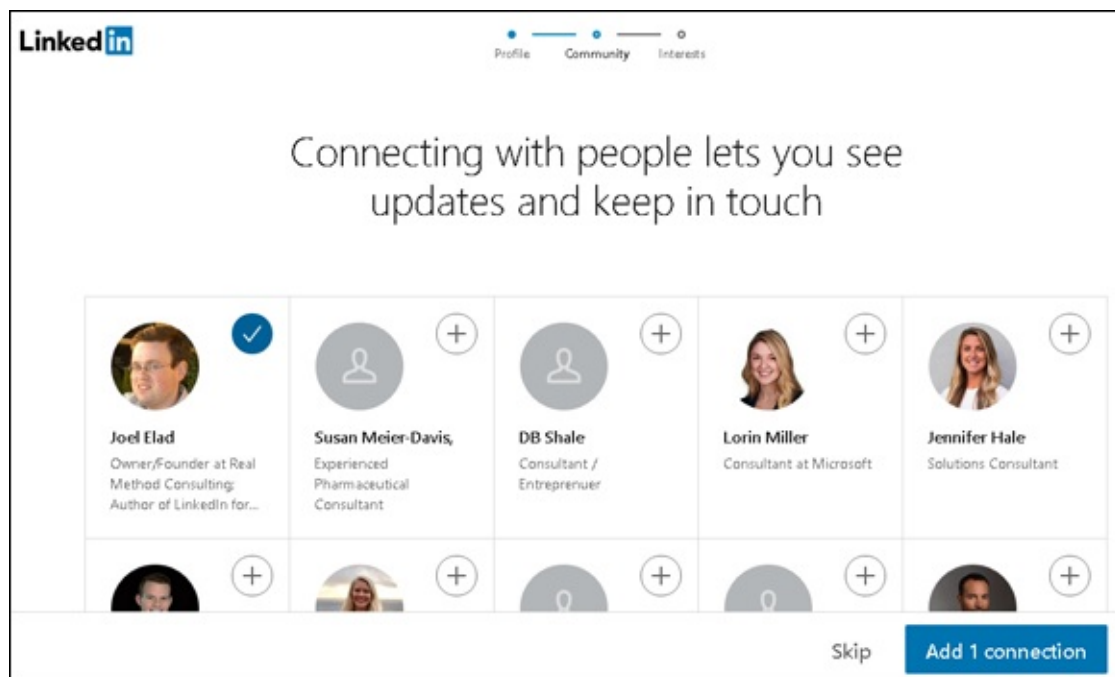 Linked in
Profile Community Interests
Connecting with people lets you see
updates and keep in touch
Joel Elad
Owner/Founder at Real
Method Consulting;
Author of LinkedIn for...
Susan Meier-Davis,
Experienced
Pharmaceutical
Consultant
DB Shale
Consultant /
Entreprenuer
Lorin Miller
Consultant at Microsoft
Jennifer Hale
Solutions Consultant
Skip
Add 1 connection